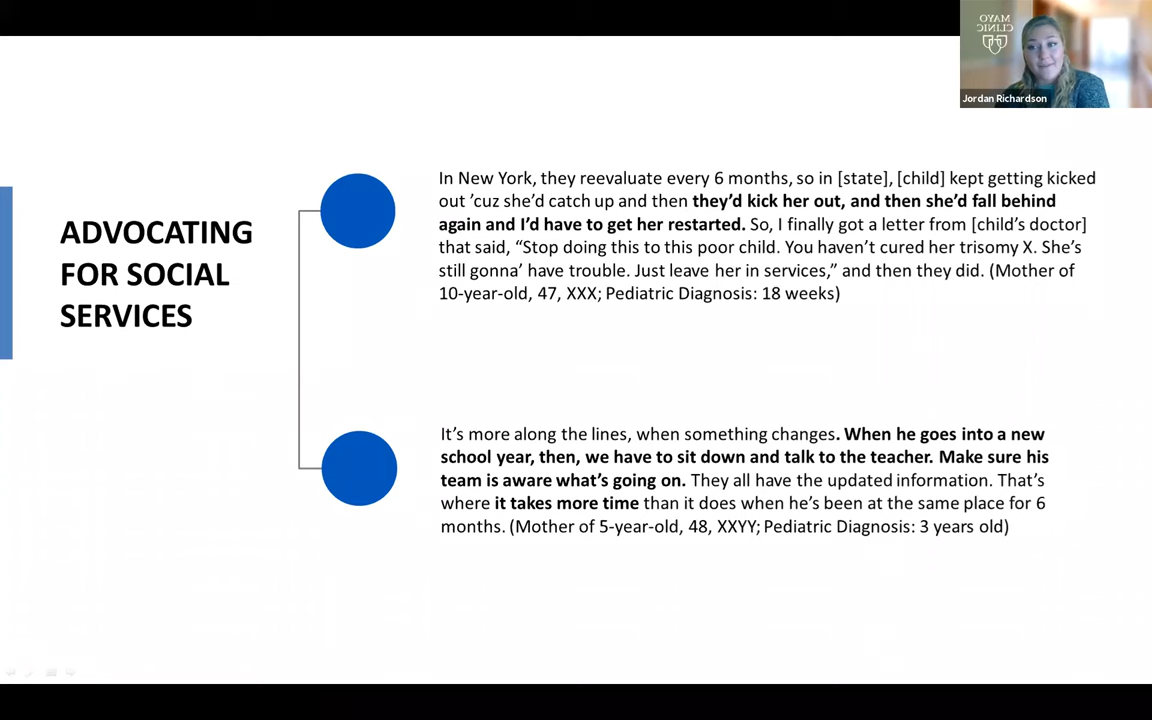 MAYO
CLINIC
Jordan Richardson
ADVOCATING
FOR SOCIAL
SERVICES
In New York, they reevaluate every 6 months, so in [state], [child] kept getting kicked
out ’cuz she’d catch up and then they’d kick her out, and then she’d fall behind
again and I’d have to get her restarted. So, I finally got a letter from [child’s doctor]
that said, “Stop doing this to this poor child. You haven’t cured her trisomy X. She’s
still gonna’ have trouble. Just leave her in services,” and then they did. (Mother of
10-year-old, 47, XXX; Pediatric Diagnosis: 18 weeks)
It’s more along the lines, when something changes. When he goes into a new
school year, then, we have to sit down and talk to the teacher. Make sure his
team is aware what’s going on. They all have the updated information. That’s
where it takes more time than it does when he’s been at the same place for 6
months. (Mother of 5-year-old, 48, XXYY; Pediatric Diagnosis: 3 years old)